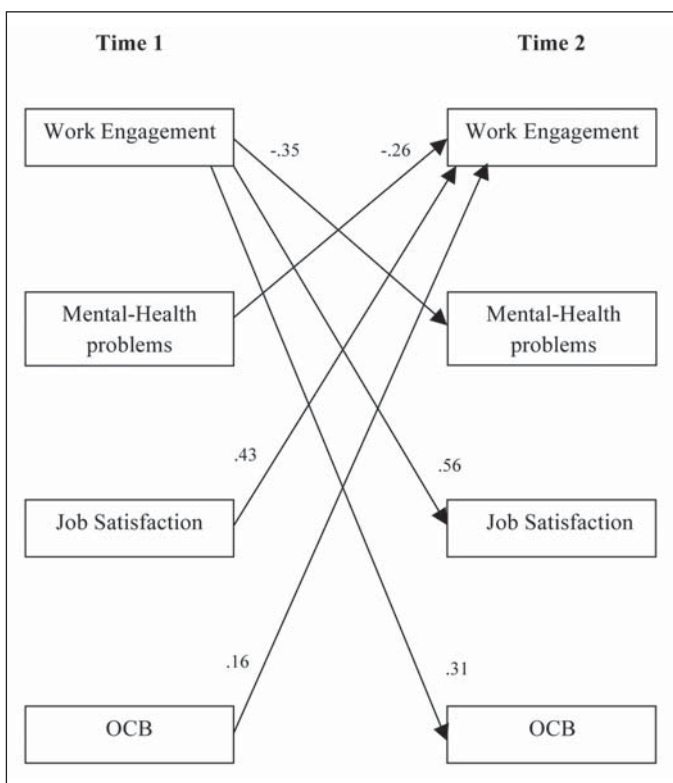 Time 1
Time 2
Work Engagement
Work Engagement
-.35
-.26
Mental-Health
problems
Mental-Health
problems
.43
.56
Job Satisfaction
Job Satisfaction
.16
.31
OCB
OCB